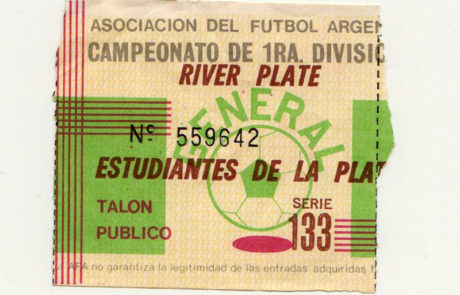 ASOCIACION DEL FUTBOL ARGEN
CAMPEONATO DE 1RA. DIVISIC
RIVER PLATE
GENERAL
Nº 559642
ESTUDIANTES DE LA PLAT
TALON
PUBLICO
SERIE
133
AFA no garantiza la legitimidad de las entradas adquiridas f